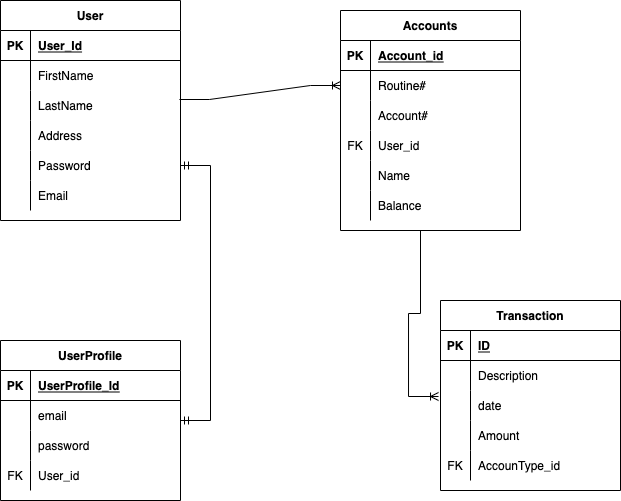 User
PK User_Id
FirstName
LastName
Address
Password
Email
Accounts
PK Account_id
Routine#
Account#
FK User_id
Name
Balance
UserProfile
PK UserProfile_Id
email
password
FK User_id
Transaction
PK ID
Description
date
Amount
FK AccounType_id